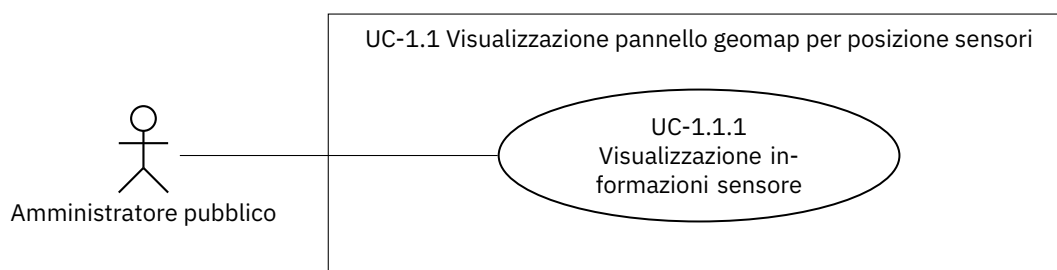 UC-1.1 Visualizzazione pannello geomap per posizione sensori
UC-1.1.1
Visualizzazione in-
formazioni sensore
Amministratore pubblico